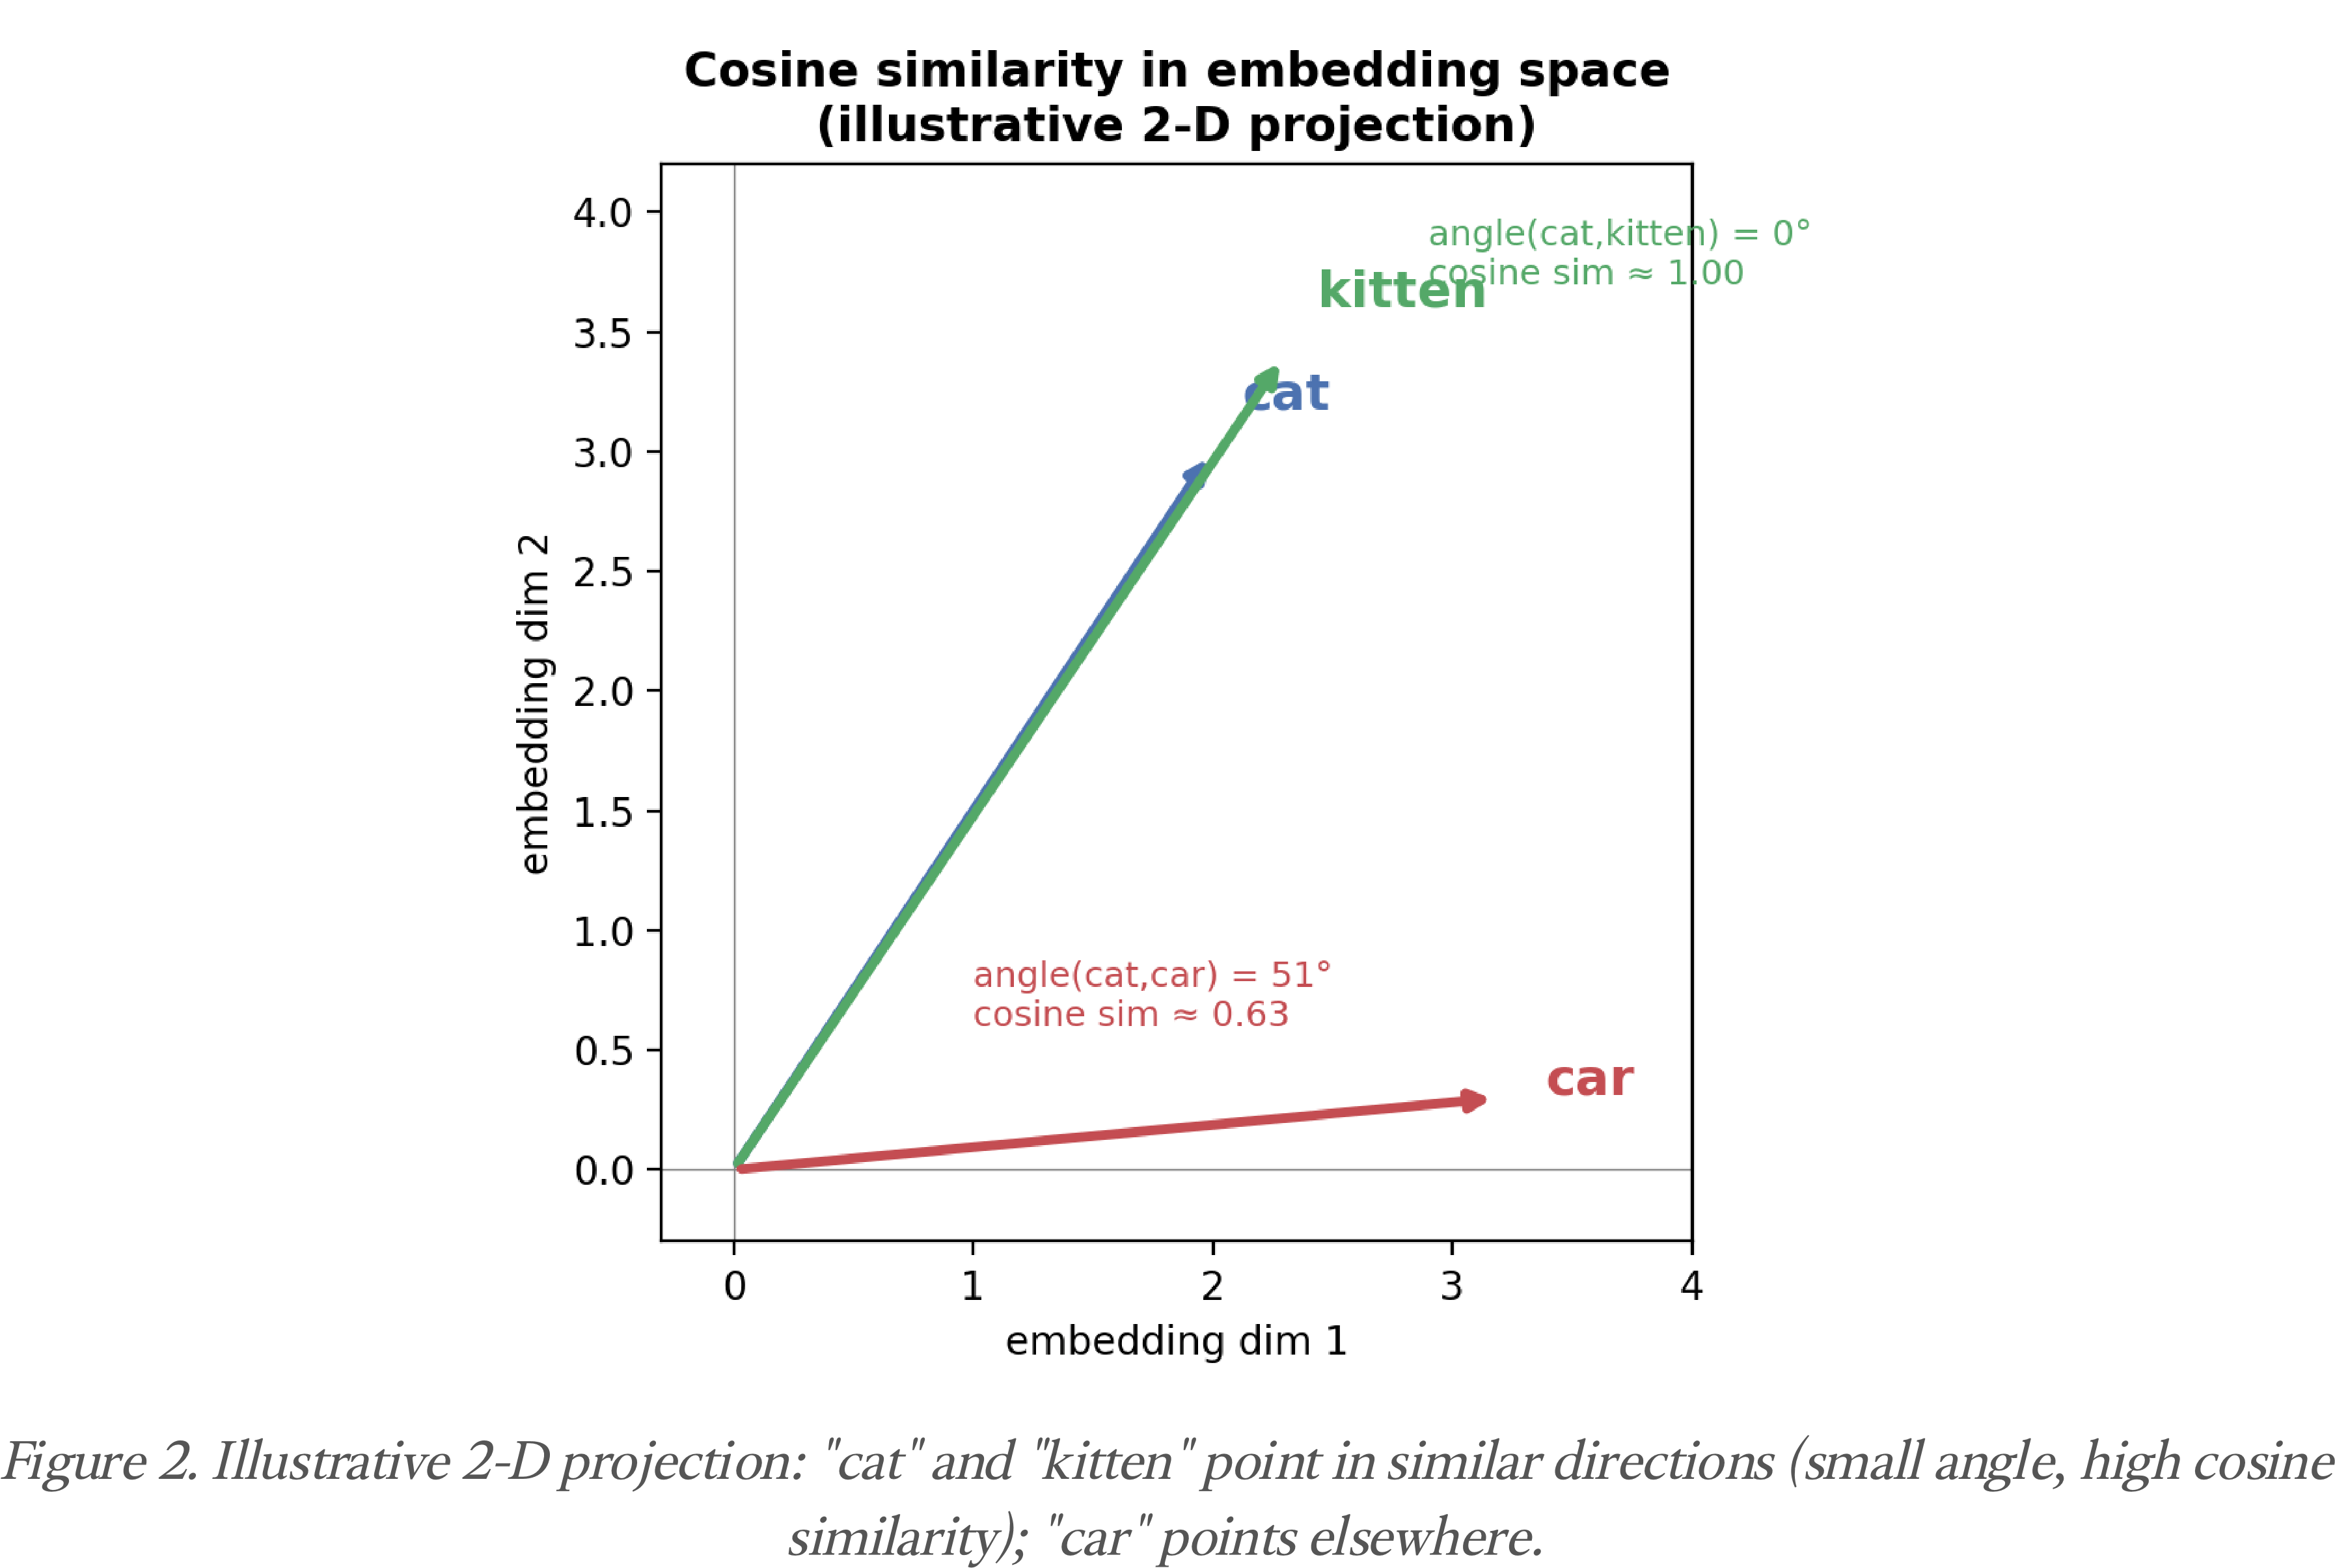 Cosine similarity in embedding space
(illustrative 2-D projection)
4.0
angle(cat,kitten) = 0°
cosine sim ≈ 1.00
kitten
3.5
cat
3.0
2.5
embedding dim 2
2.0
1.5
1.0
angle(cat,car) = 51°
cosine sim ≈ 0.63
0.5
car
0.0
0 1 2 3 4
embedding dim 1
Figure 2. Illustrative 2-D projection: "cat" and "kitten" point in similar directions (small angle, high cosine
similarity); "car" points elsewhere.